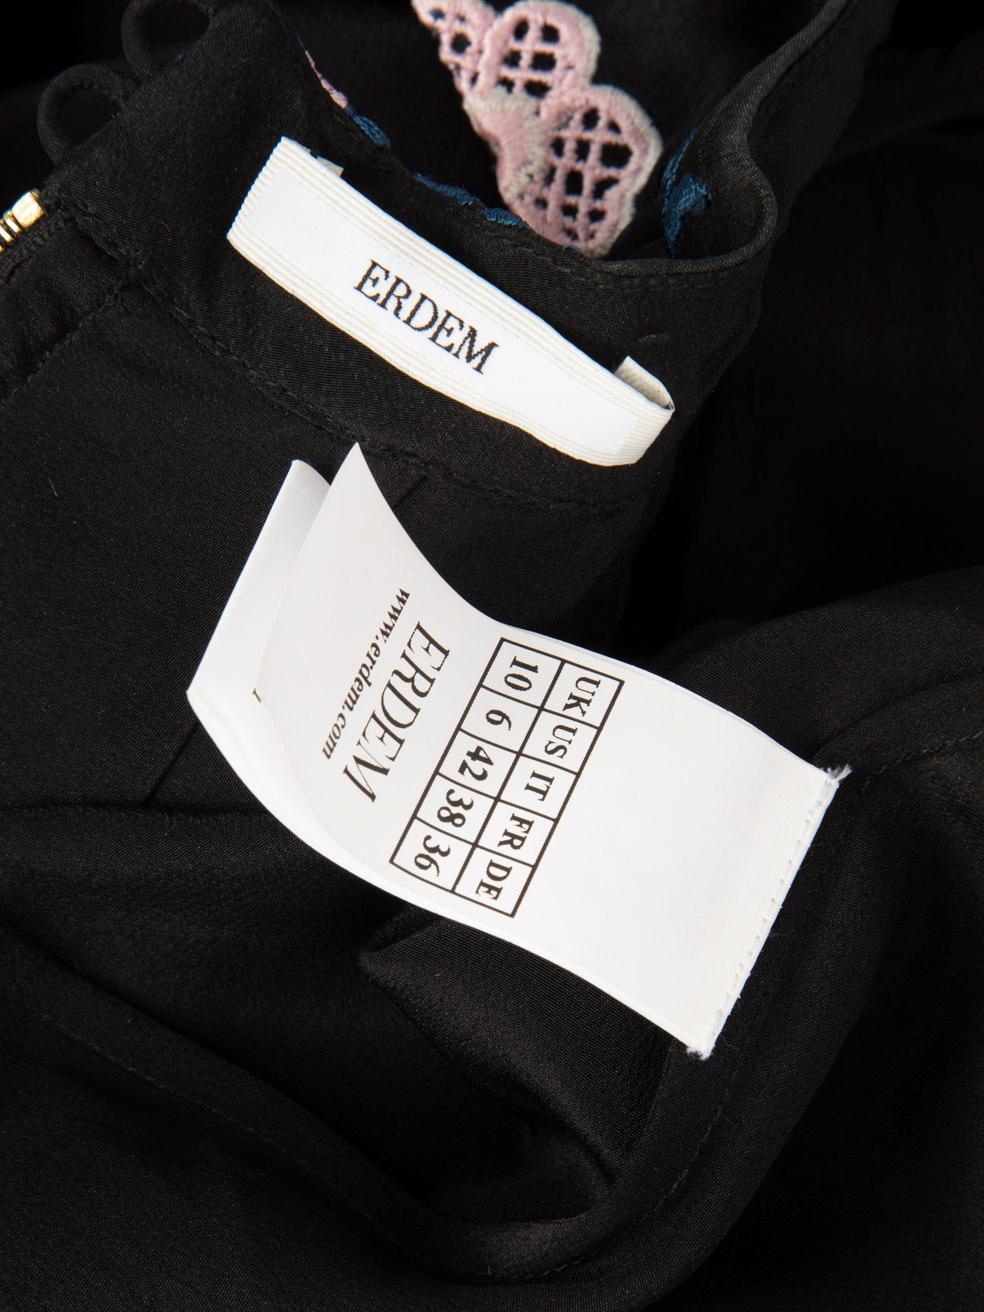 ERDEM
UK US IT FR DE
10 6 42 38 36
ERDEM
www.erdem.com